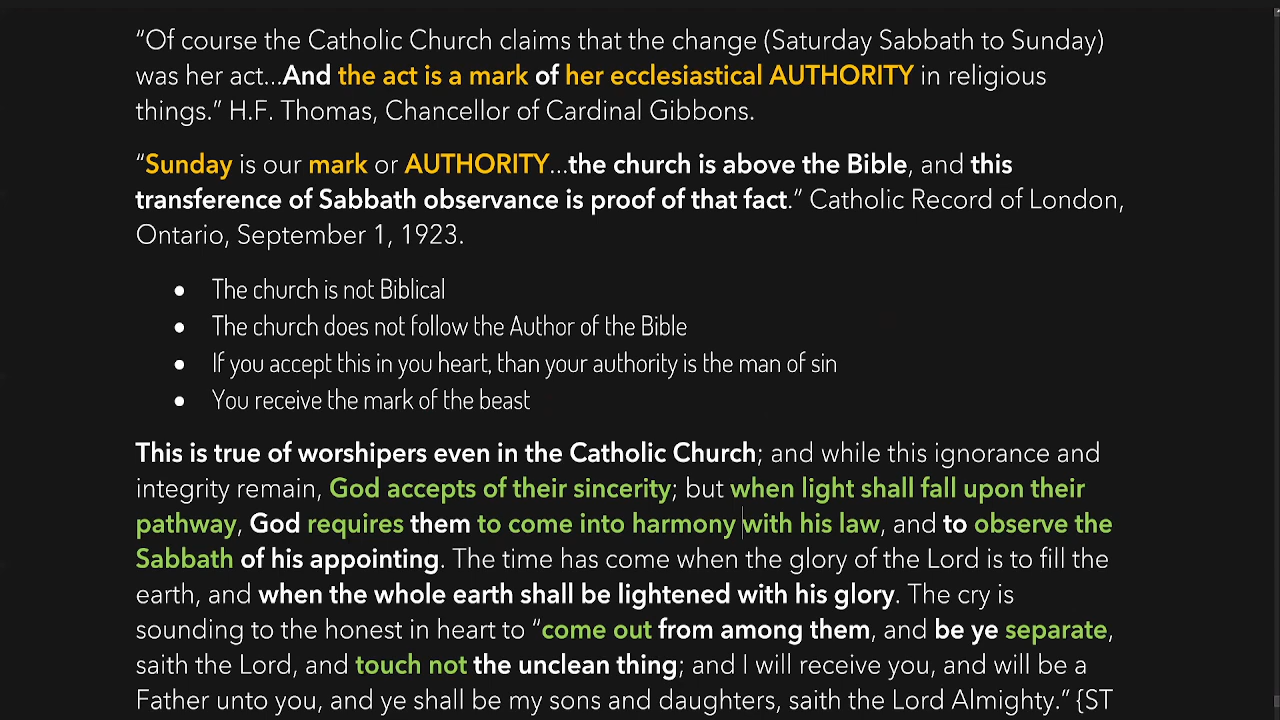 “Of course the Catholic Church claims that the change (Saturday Sabbath to Sunday)
was her act...And the act is a mark of her ecclesiastical AUTHORITY in religious
things.” H.F. Thomas, Chancellor of Cardinal Gibbons.
“Sunday is our mark or AUTHORITY...the church is above the Bible, and this
transference of Sabbath observance is proof of that fact.” Catholic Record of London,
Ontario, September 1, 1923.
• The church is not Biblical
• The church does not follow the Author of the Bible
• If you accept this in you heart, than your authority is the man of sin
• You receive the mark of the beast
This is true of worshipers even in the Catholic Church; and while this ignorance and
integrity remain, God accepts of their sincerity; but when light shall fall upon their
pathway, God requires them to come into harmony with his law, and to observe the
Sabbath of his appointing. The time has come when the glory of the Lord is to fill the
earth, and when the whole earth shall be lightened with his glory. The cry is
sounding to the honest in heart to “come out from among them, and be ye separate,
saith the Lord, and touch not the unclean thing; and I will receive you, and will be a
Father unto you, and ye shall be my sons and daughters, saith the Lord Almighty.” {ST